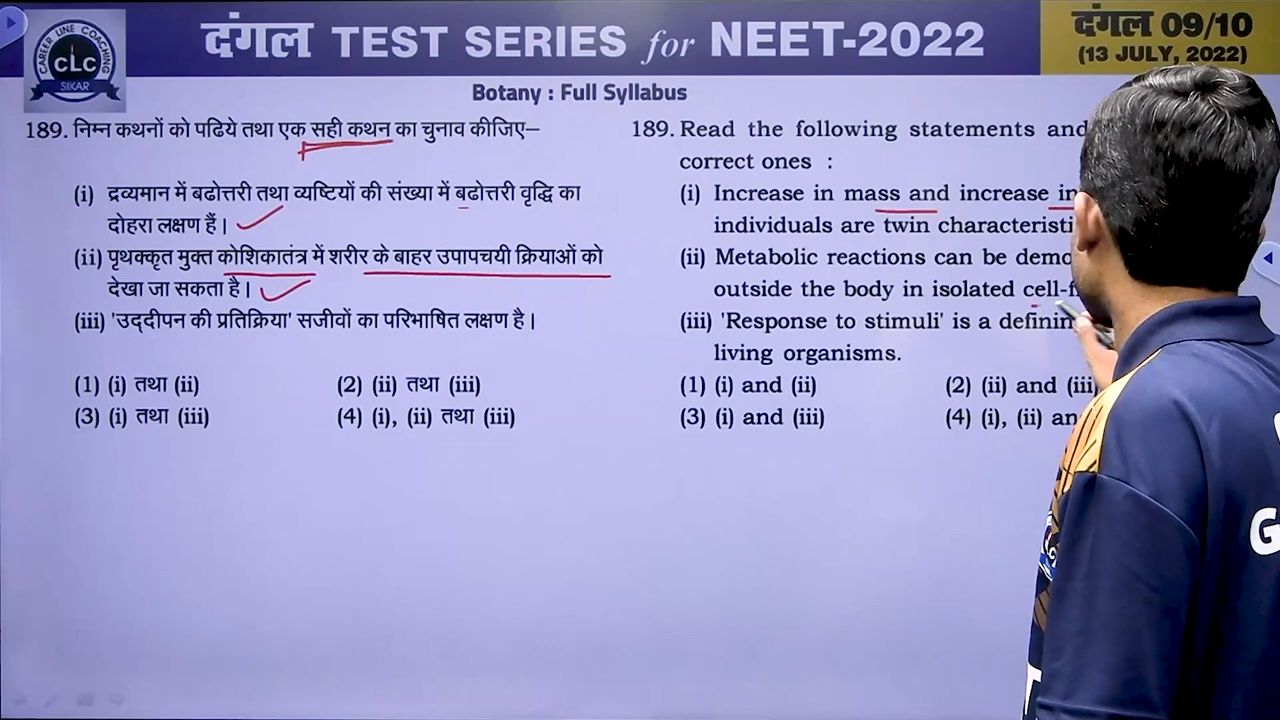 CAREER LINE COACHING
CLC
SIKAR
दंगल TEST SERIES for NEET-2022
दंगल 09/10
(13 JULY, 2022)
Botany : Full Syllabus
189. निम्न कथनों को पढिये तथा एक सही कथन का चुनाव कीजिए–
(i) द्रव्यमान में बढोत्तरी तथा व्यष्टियों की संख्या में बढोत्तरी वृद्धि का
दोहरा लक्षण हैं।
(ii) पृथक्कृत मुक्त कोशिकातंत्र में शरीर के बाहर उपापचयी क्रियाओं को
देखा जा सकता है।
(iii) 'उद्दीपन की प्रतिक्रिया' सजीवों का परिभाषित लक्षण है।
(1) (i) तथा (ii) (2) (ii) तथा (iii)
(3) (i) तथा (iii) (4) (i), (ii) तथा (iii)
189. Read the following statements and
correct ones :
(i) Increase in mass and increase in
individuals are twin characteristi
(ii) Metabolic reactions can be demo
outside the body in isolated cell-f
(iii) 'Response to stimuli' is a definin
living organisms.
(1) (i) and (ii) (2) (ii) and (iii)
(3) (i) and (iii) (4) (i), (ii) an
G